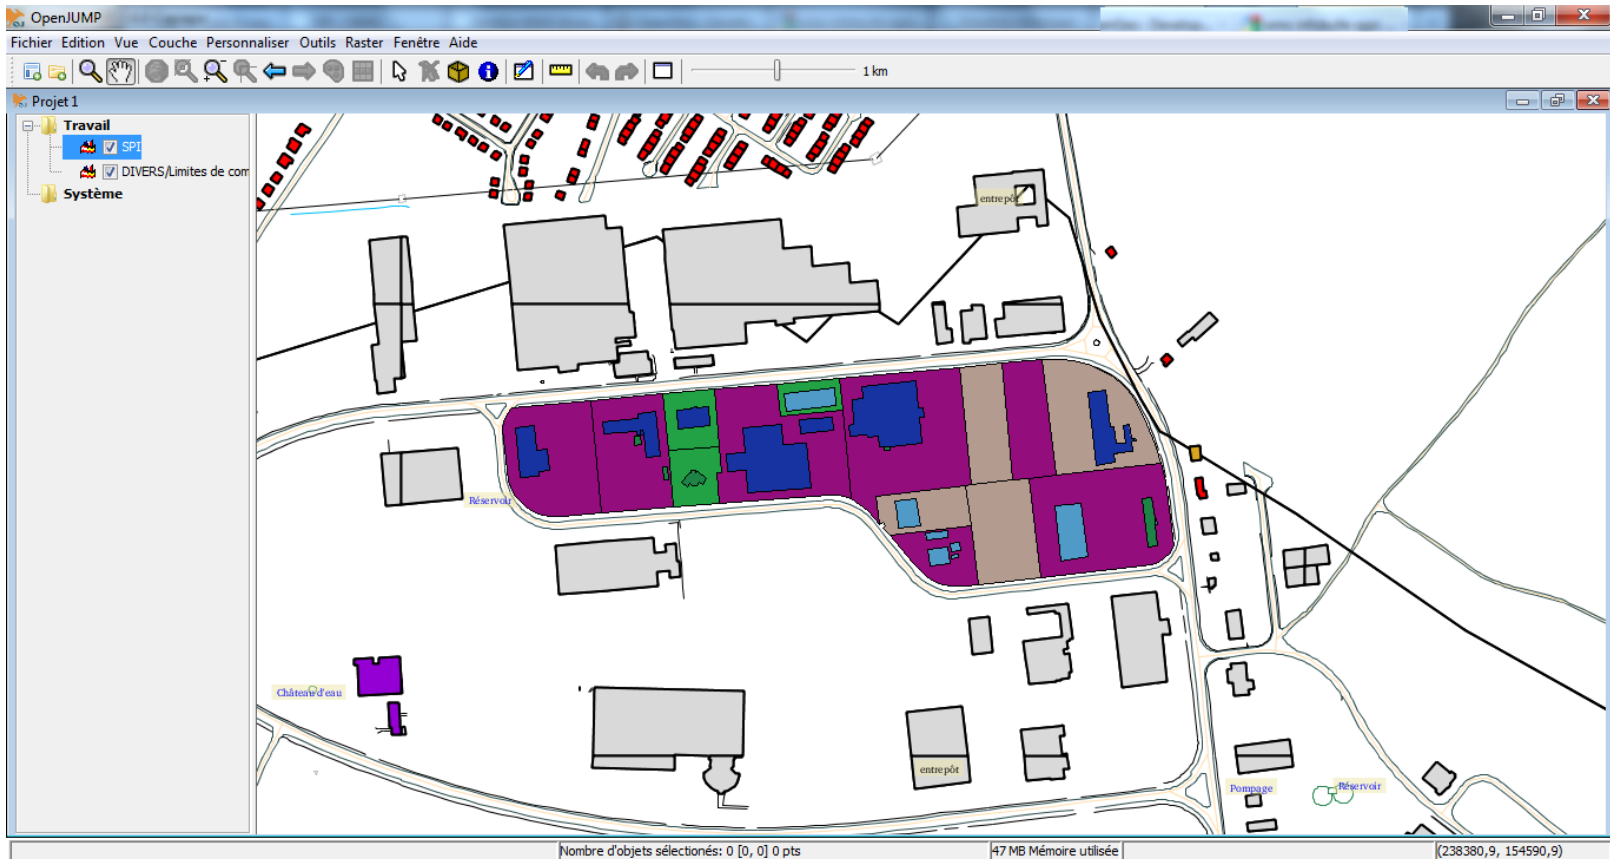 OpenJUMP
Fichier Edition Vue Couche Personnaliser Outils Raster Fenêtre Aide
1 km
Projet 1
Travail
SPI
DIVERS/Limites de com
Système
entrepôt
Réservoir
Château d'eau
entrepôt
Pompage
Réservoir
Nombre d'objets sélectionés: 0 [0, 0] 0 pts
47 MB Mémoire utilisée
(238380,9, 154590,9)